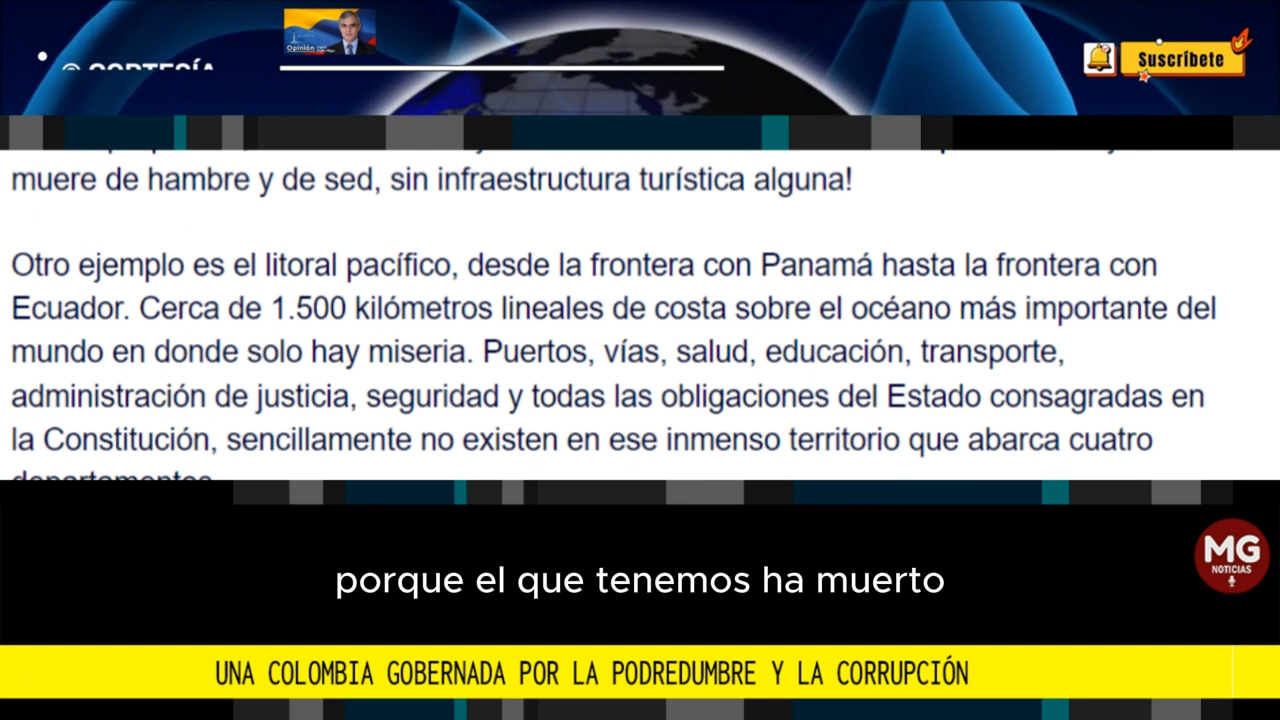 © CORTESÍA
Opinión
Suscríbete
muere de hambre y de sed, sin infraestructura turística alguna!
Otro ejemplo es el litoral pacífico, desde la frontera con Panamá hasta la frontera con
Ecuador. Cerca de 1.500 kilómetros lineales de costa sobre el océano más importante del
mundo en donde solo hay miseria. Puertos, vías, salud, educación, transporte,
administración de justicia, seguridad y todas las obligaciones del Estado consagradas en
la Constitución, sencillamente no existen en ese inmenso territorio que abarca cuatro
departamentos
MG
NOTICIAS
porque el que tenemos ha muerto
UNA COLOMBIA GOBERNADA POR LA PODREDUMBRE Y LA CORRUPCIÓN